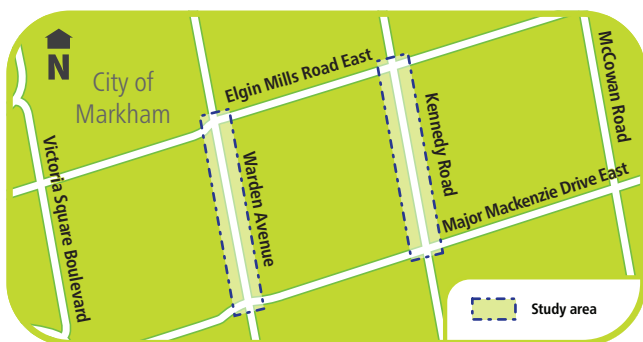 N
City of
Markham
Elgin Mills Road East
McCowan Road
Kennedy Road
Warden Avenue
Victoria Square Boulevard
Major Mackenzie Drive East
Study area